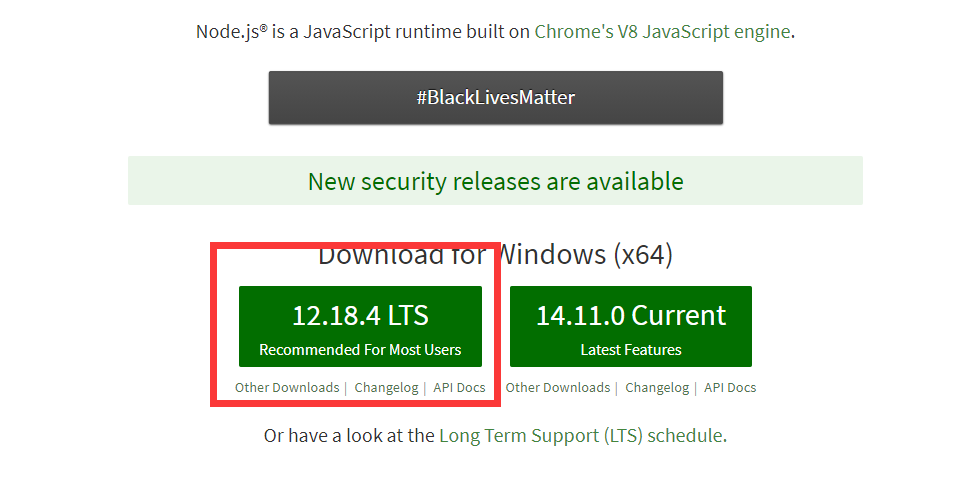 Node.js® is a JavaScript runtime built on Chrome's V8 JavaScript engine.
#BlackLivesMatter
New security releases are available
Download for Windows (x64)
12.18.4 LTS
Recommended For Most Users
Other Downloads | Changelog | API Docs
14.11.0 Current
Latest Features
Other Downloads | Changelog | API Docs
Or have a look at the Long Term Support (LTS) schedule.